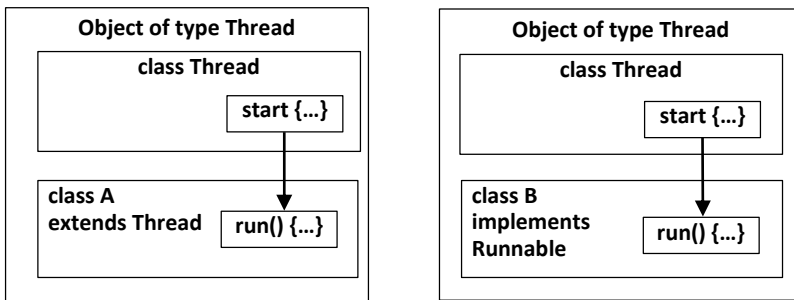 Object of type Thread
class Thread
start {...}
class A
extends Thread
run() {...}
Object of type Thread
class Thread
start {...}
class B
implements
Runnable
run() {...}